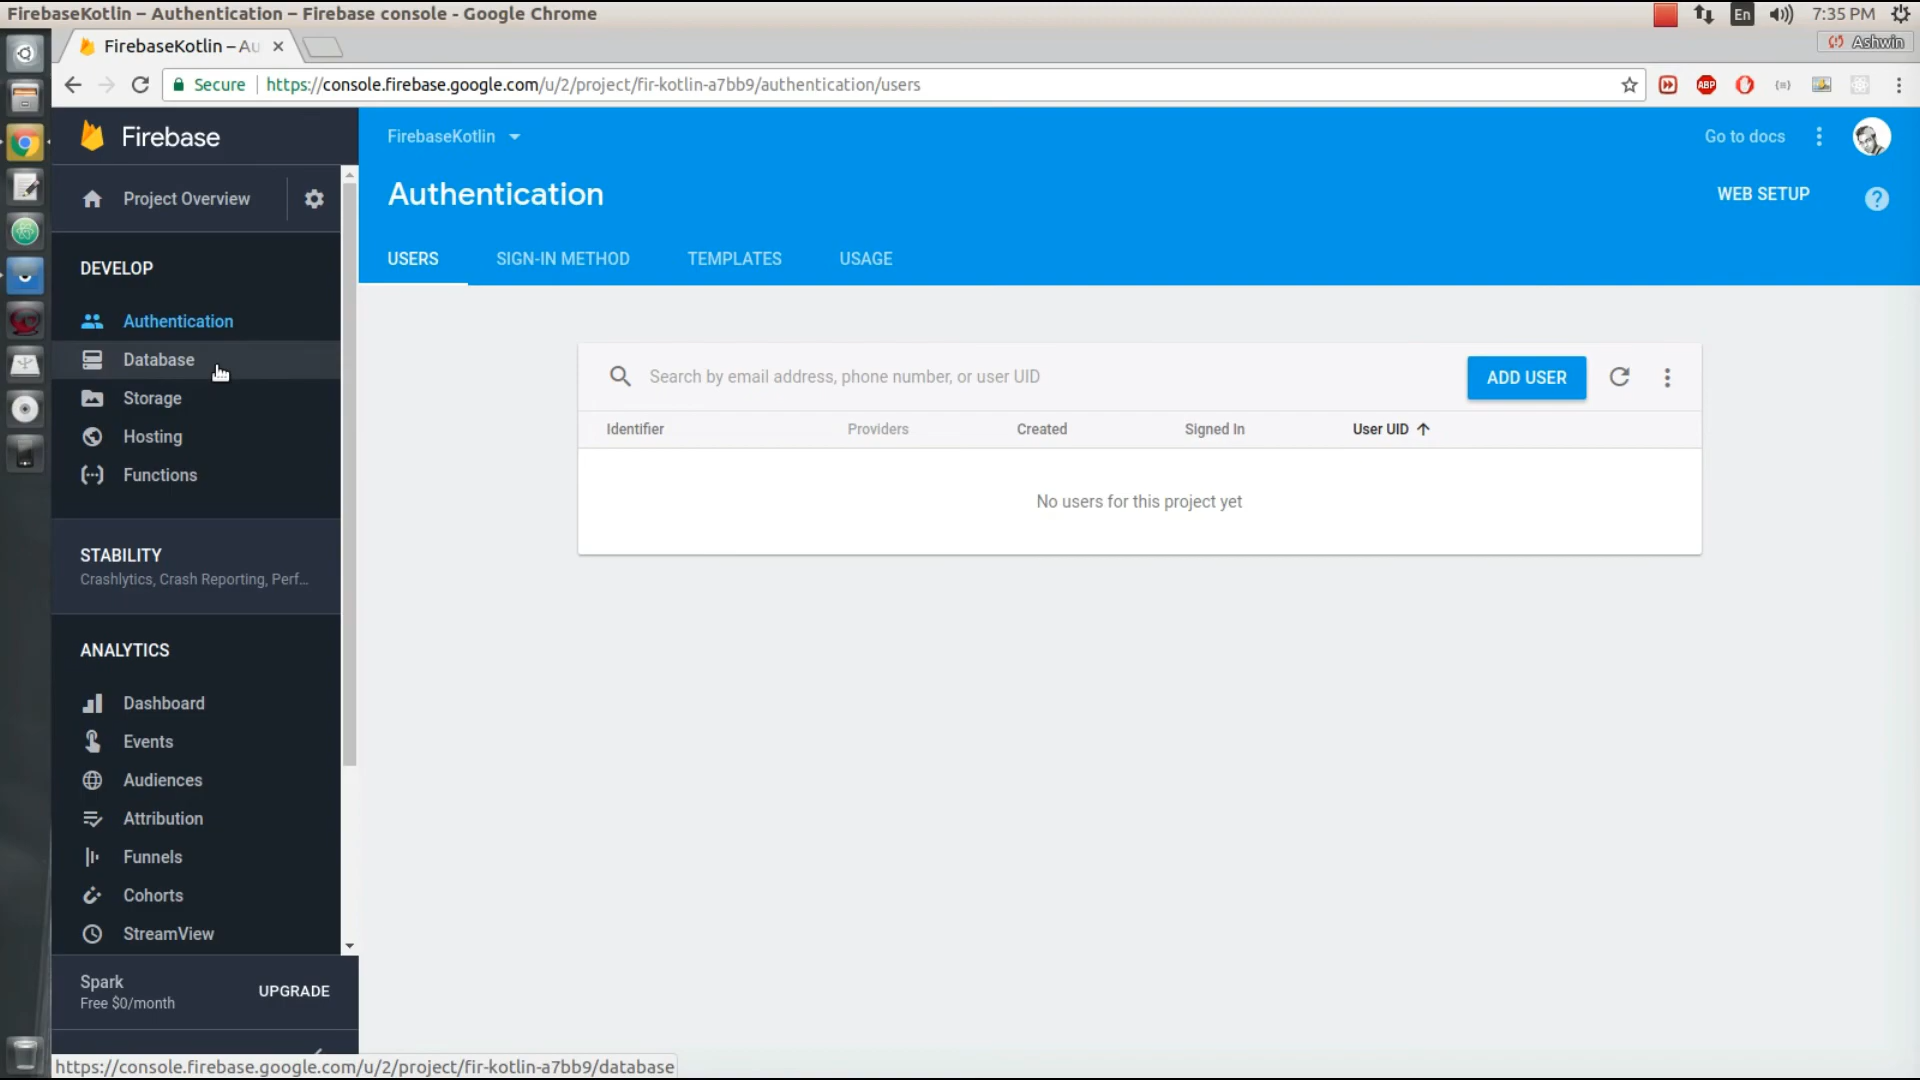 FirebaseKotlin – Authentication – Firebase console - Google Chrome
En
7:35 PM
FirebaseKotlin – Au
Ashwin
Secure
https://console.firebase.google.com/u/2/project/fir-kotlin-a7bb9/authentication/users
ABP
Firebase
Project Overview
DEVELOP
Authentication
Database
Storage
Hosting
Functions
STABILITY
Crashlytics, Crash Reporting, Perf...
ANALYTICS
Dashboard
Events
Audiences
Attribution
Funnels
Cohorts
StreamView
Spark
Free $0/month
UPGRADE
FirebaseKotlin
Go to docs
Authentication
WEB SETUP
?
USERS
SIGN-IN METHOD
TEMPLATES
USAGE
Search by email address, phone number, or user UID
ADD USER
Identifier
Providers
Created
Signed In
User UID
No users for this project yet
https://console.firebase.google.com/u/2/project/fir-kotlin-a7bb9/database